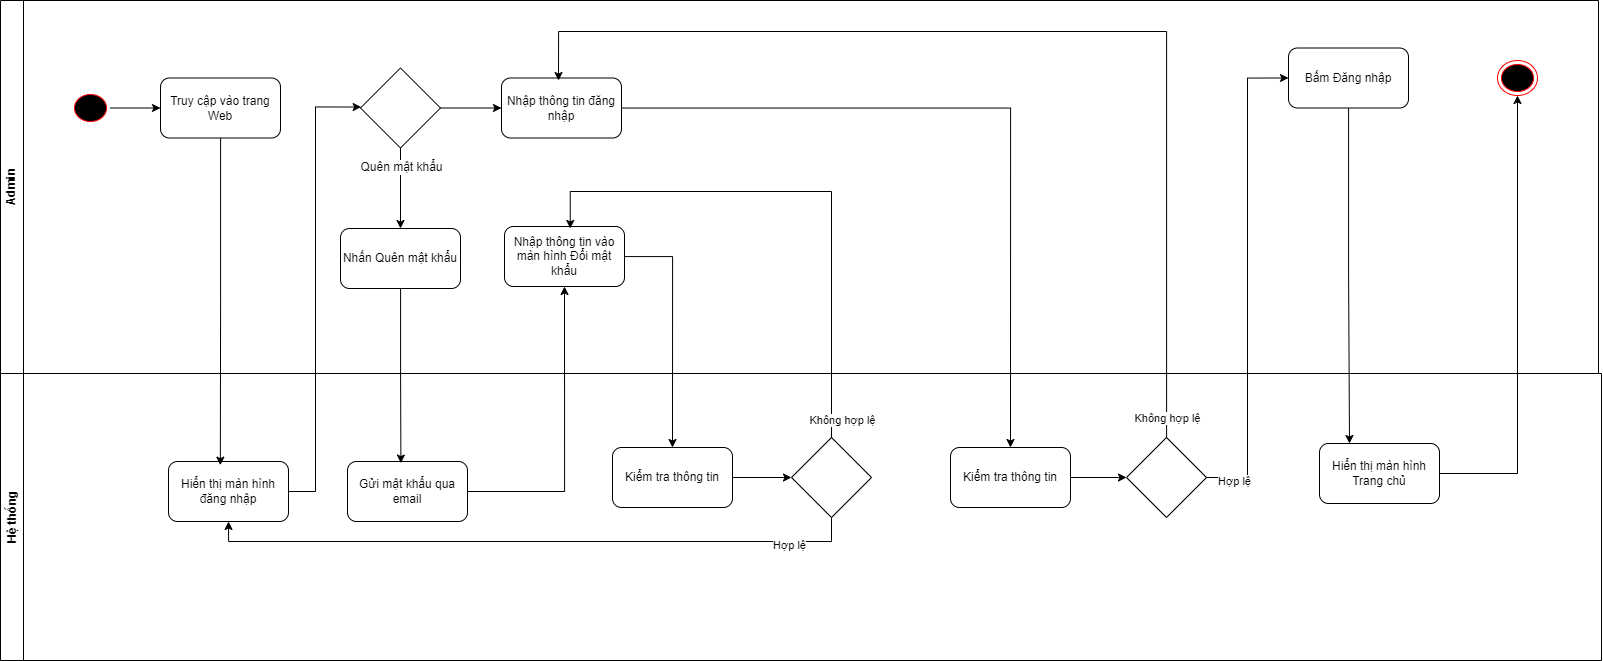 Admin
Truy cập vào trang
Web
Nhập thông tin đăng
nhập
Bấm Đăng nhập
Quên mật khẩu
Nhấn Quên mật khẩu
Nhập thông tin vào
màn hình Đổi mật
khẩu
Hệ thống
Hiển thị màn hình
đăng nhập
Gửi mật khẩu qua
email
Kiểm tra thông tin
Không hợp lệ
Hợp lệ
Kiểm tra thông tin
Không hợp lệ
Hợp lệ
Hiển thị màn hình
Trang chủ